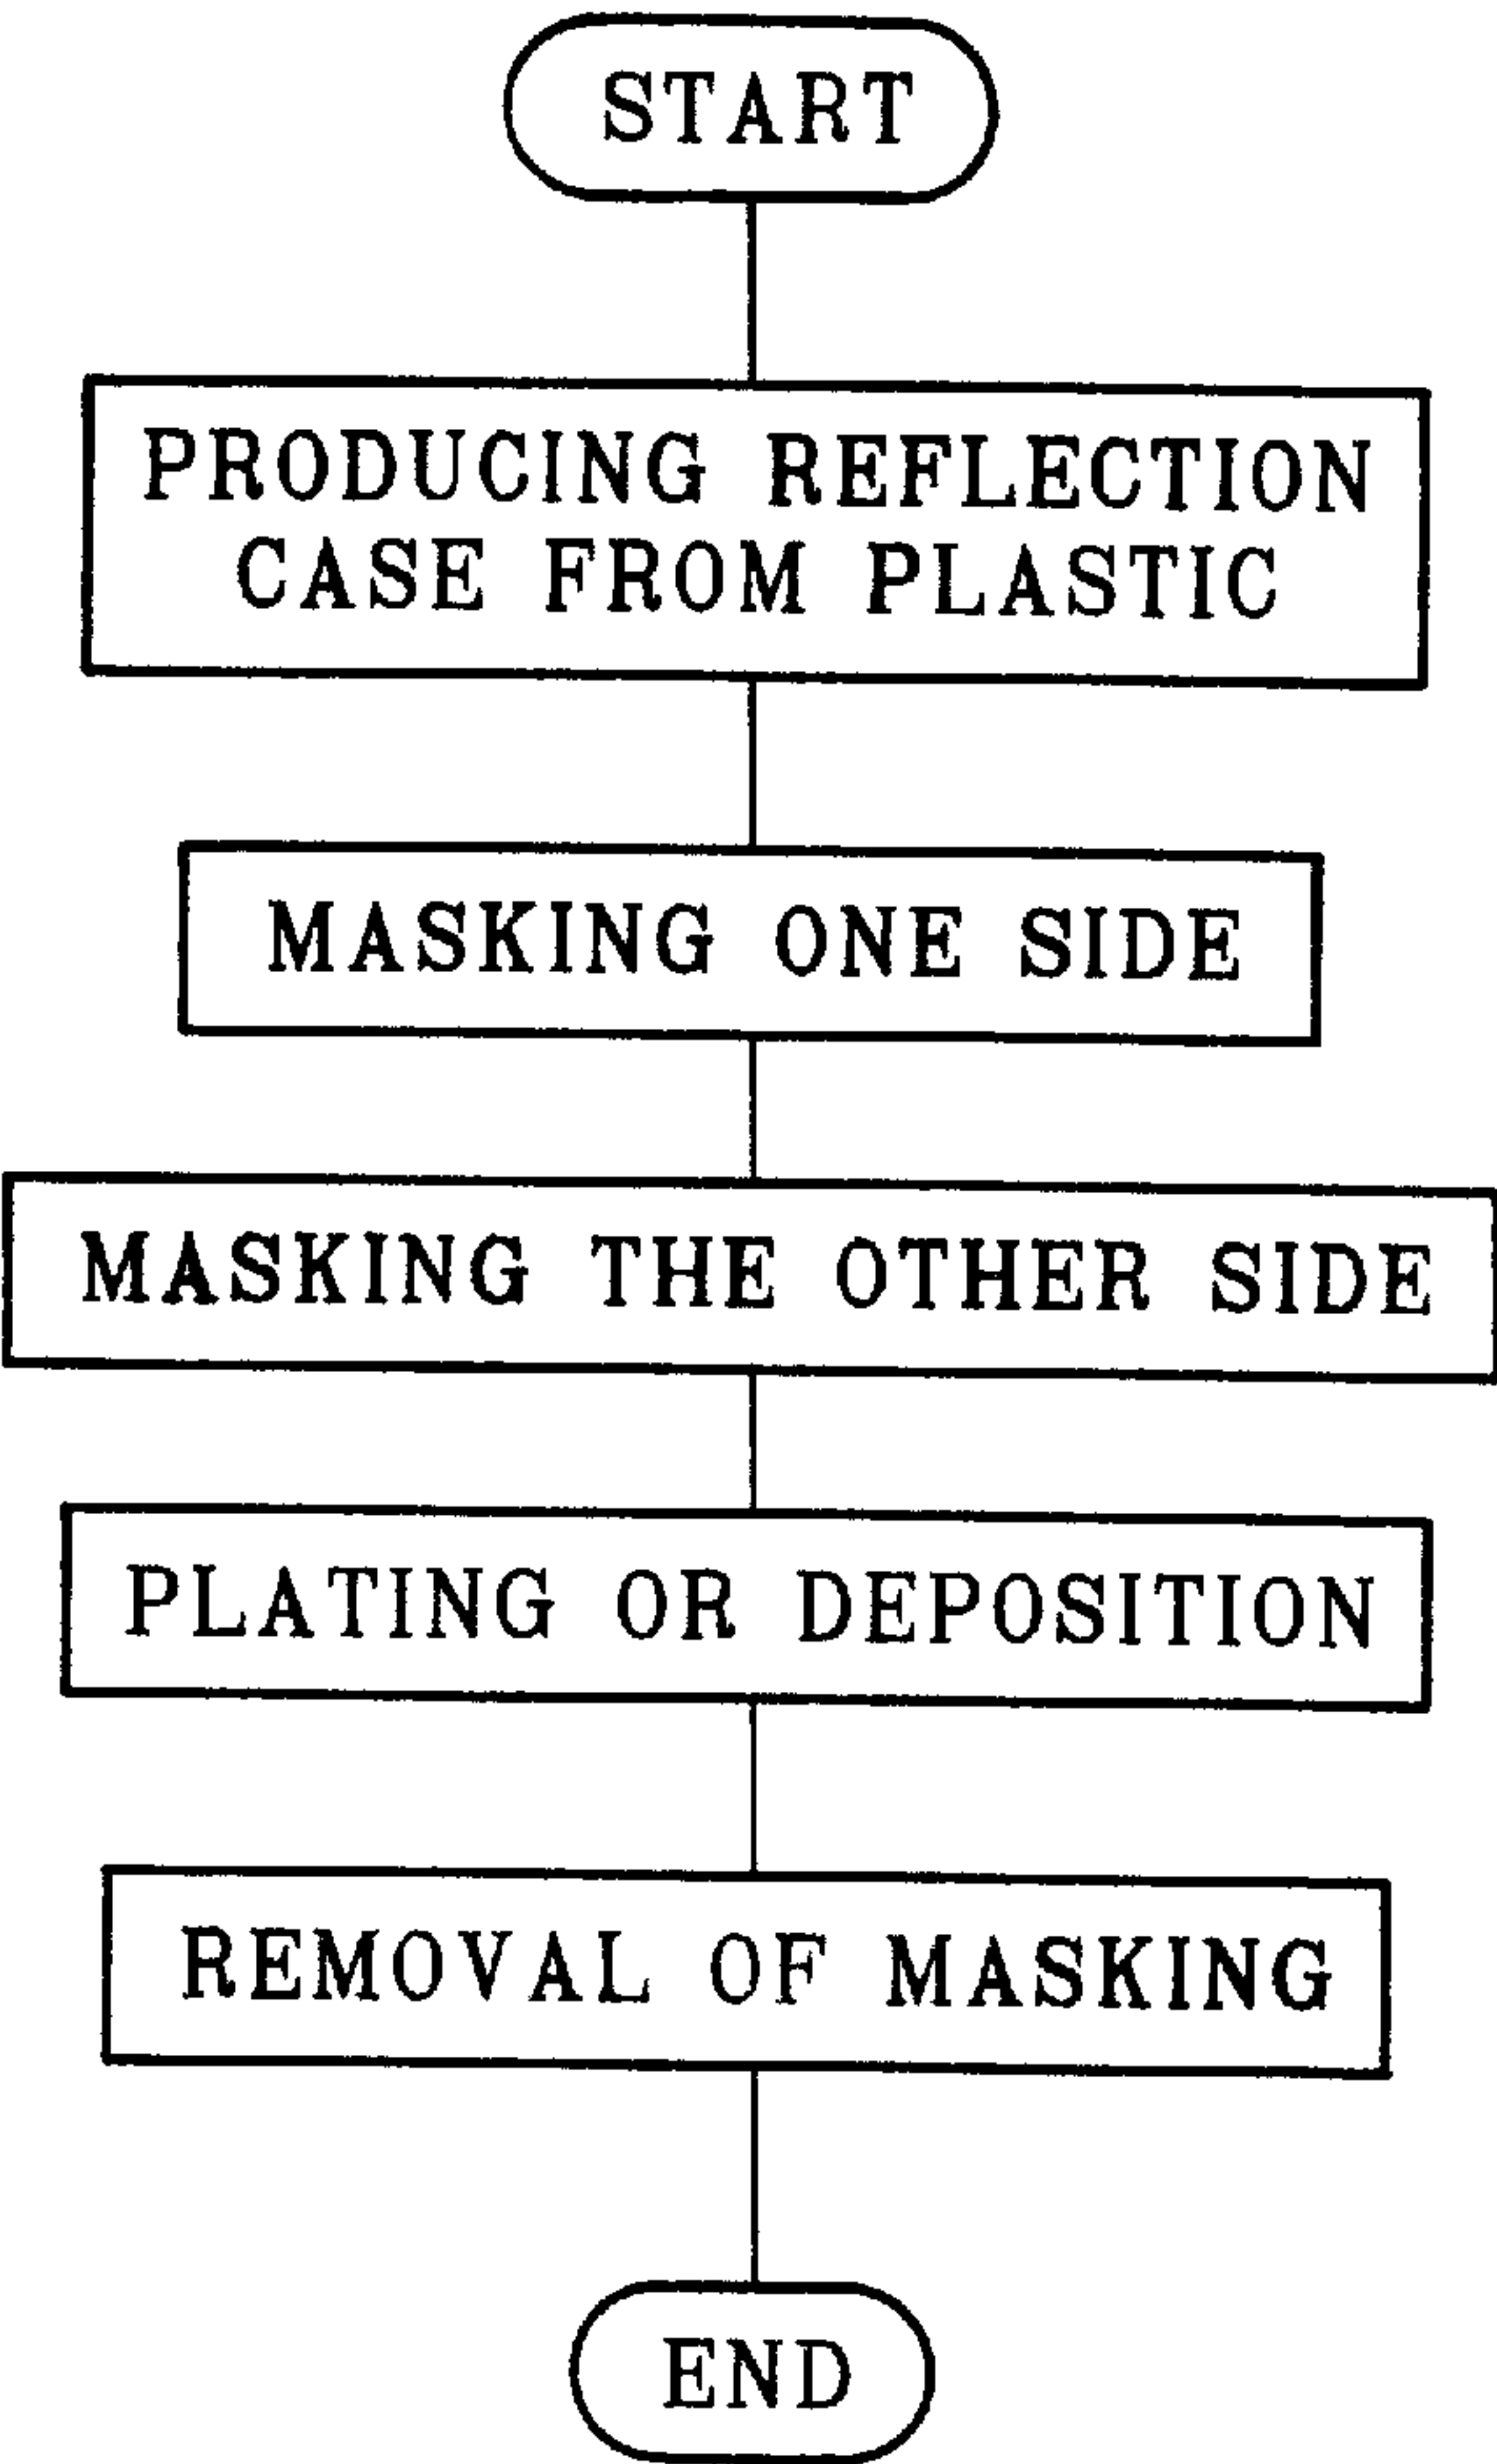 START
PRODUCING REFLECTION
CASE FROM PLASTIC
MASKING ONE SIDE
MASKING THE OTHER SIDE
PLATING OR DEPOSITION
REMOVAL OF MASKING
END